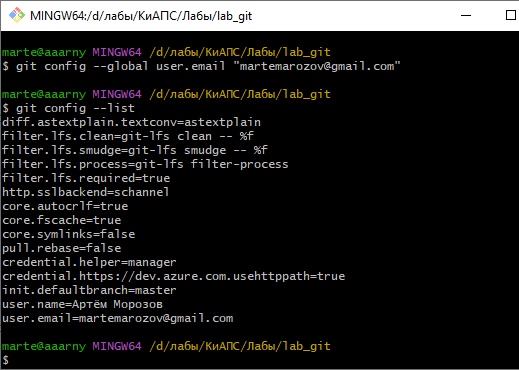 MINGW64:/d/лабы/КиАПС/Лабы/lab_git
marte@aaarny MINGW64 /d/лабы/КиАПС/Лабы/lab_git
$ git config --global user.email "martemarozov@gmail.com"
marte@aaarny MINGW64 /d/лабы/КиАПС/Лабы/lab_git
$ git config --list
diff.astextplain.textconv=astextplain
filter.lfs.clean=git-lfs clean -- %f
filter.lfs.smudge=git-lfs smudge -- %f
filter.lfs.process=git-lfs filter-process
filter.lfs.required=true
http.sslbackend=schannel
core.autocrlf=true
core.fscache=true
core.symlinks=false
pull.rebase=false
credential.helper=manager
credential.https://dev.azure.com.usehttppath=true
init.defaultbranch=master
user.name=Артём Морозов
user.email=martemarozov@gmail.com
marte@aaarny MINGW64 /d/лабы/КиАПС/Лабы/lab_git
$